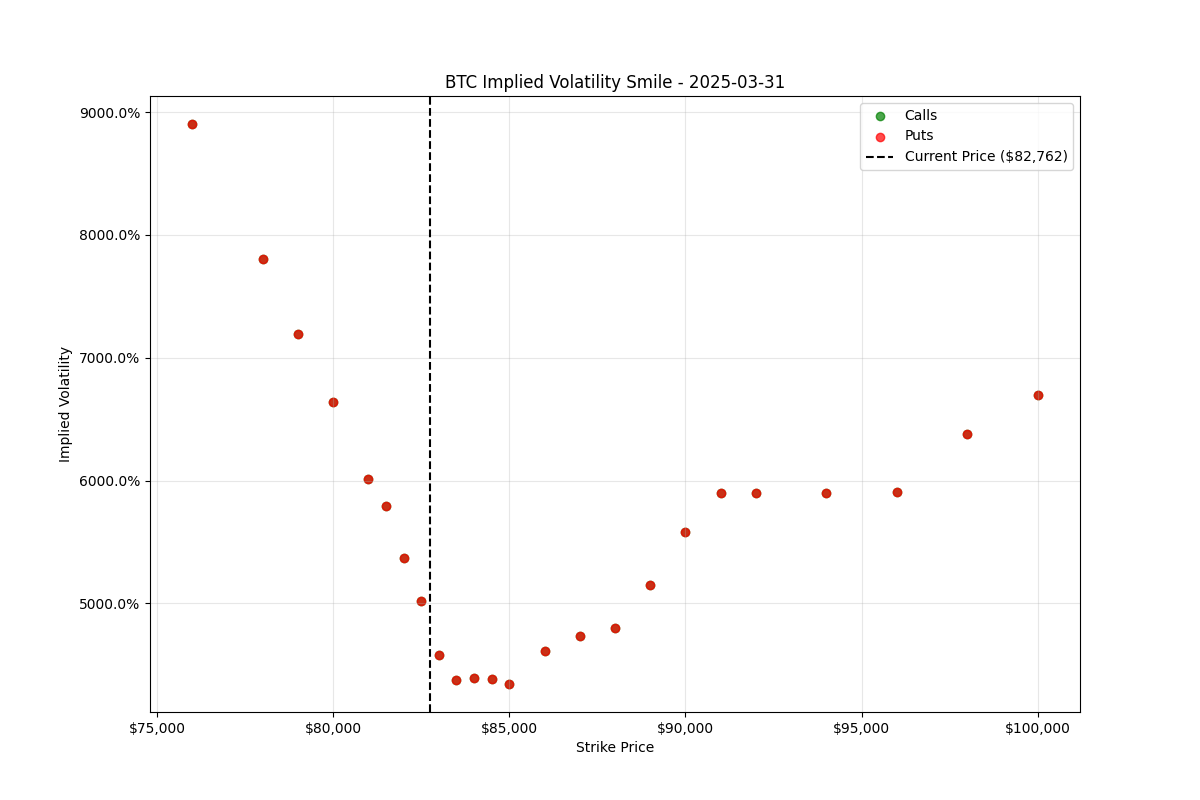 BTC Implied Volatility Smile - 2025-03-31
Calls
Puts
Current Price ($82,762)
Implied Volatility
9000.0%
8000.0%
7000.0%
6000.0%
5000.0%
$75,000
$80,000
$85,000
$90,000
$95,000
$100,000
Strike Price